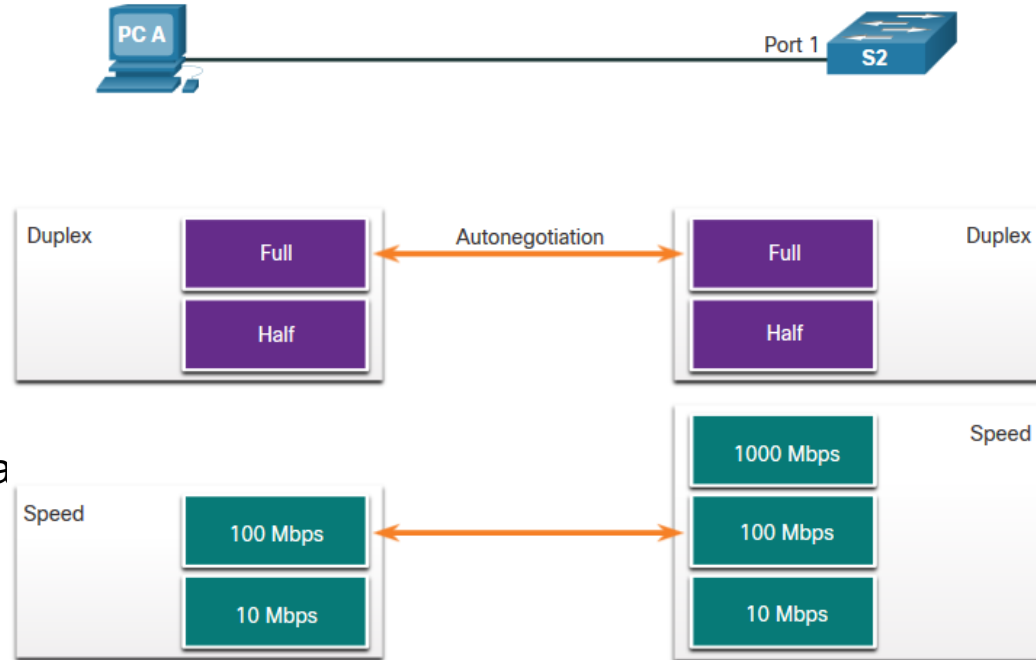 PC A
Port 1
S2
Duplex
Full
Autonegotiation
Full
Duplex
Half
Half
a
Speed
100 Mbps
10 Mbps
1000 Mbps
Speed
100 Mbps
10 Mbps